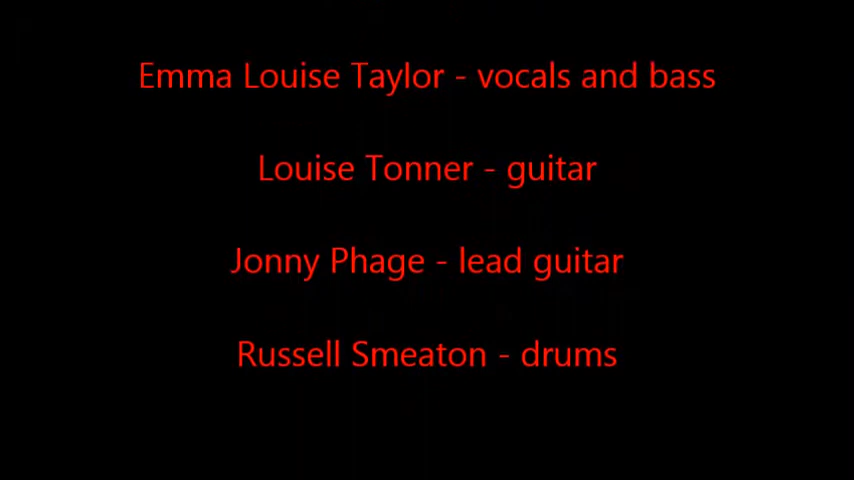 Emma Louise Taylor - vocals and bass
Louise Tonner - guitar
Jonny Phage - lead guitar
Russell Smeaton - drums